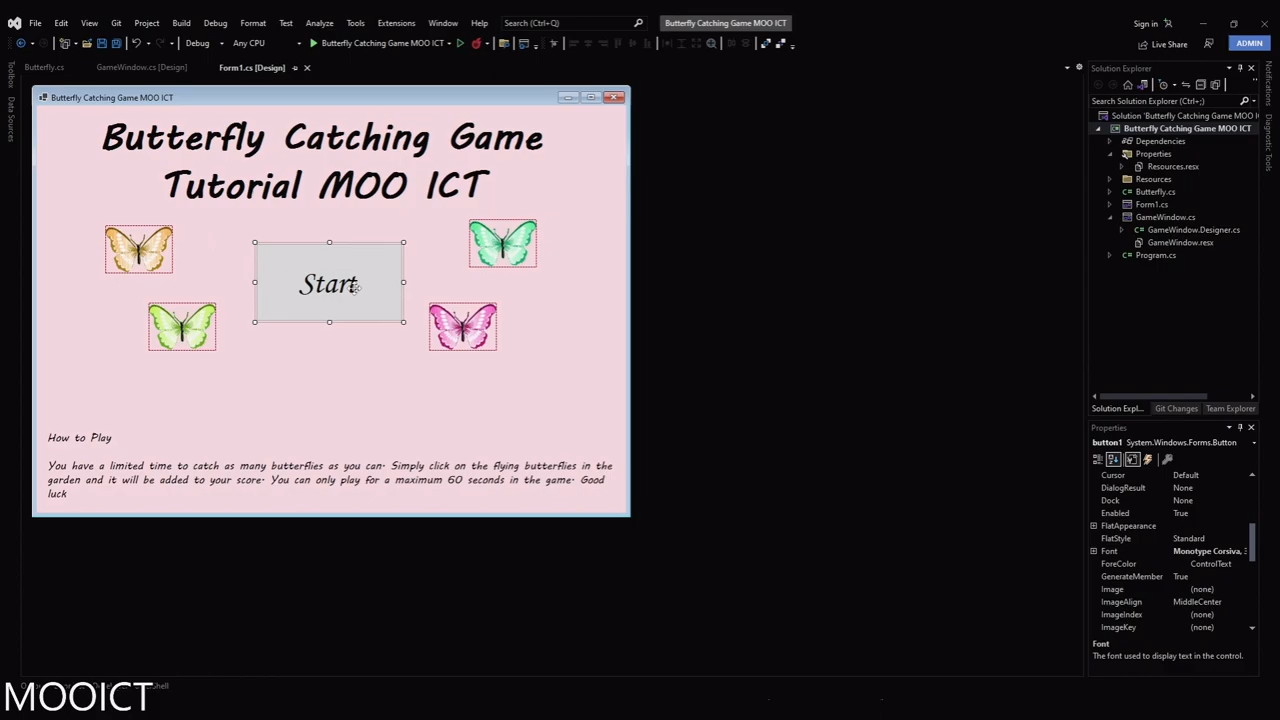 File Edit View Git Project Build Debug Format Test Analyze Tools Extensions Window Help Search (Ctrl+Q) Butterfly Catching Game MOO ICT Sign in
Debug Any CPU Butterfly Catching Game MOO ICT Live Share ADMIN
Butterfly.cs GameWindow.cs [Design] Form1.cs [Design]
Toolbox
Data Sources
Butterfly Catching Game MOO ICT
Butterfly Catching Game
Tutorial MOO ICT
Start
How to Play
You have a limited time to catch as many butterflies as you can. Simply click on the flying butterflies in the
garden and it will be added to your score. You can only play for a maximum 60 seconds in the game. Good
luck
Solution Explorer
Search Solution Explorer (Ctrl+;)
Solution 'Butterfly Catching Game MOO
Butterfly Catching Game MOO ICT
Dependencies
Properties
Resources.resx
Resources
Butterfly.cs
Form1.cs
GameWindow.cs
GameWindow.Designer.cs
GameWindow.resx
Program.cs
Solution Expl... Git Changes Team Explorer
Properties
button1 System.Windows.Forms.Button
Cursor Default
DialogResult None
Dock None
Enabled True
FlatAppearance
FlatStyle Standard
Font Monotype Corsiva,
ForeColor ControlText
GenerateMember True
Image (none)
ImageAlign MiddleCenter
ImageIndex (none)
ImageKey (none)
Font
The font used to display text in the control.
Notifications
Diagnostic Tools
MOOICT